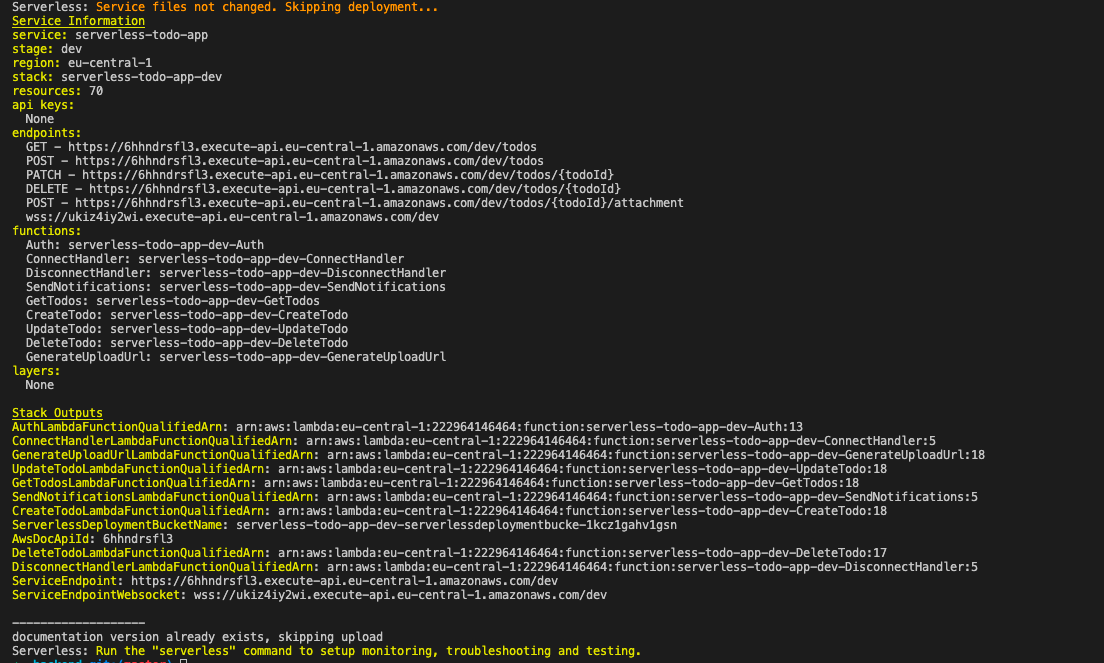 Serverless: Service files not changed. Skipping deployment...
Service Information
service: serverless-todo-app
stage: dev
region: eu-central-1
stack: serverless-todo-app-dev
resources: 70
api keys:
  None
endpoints:
  GET - https://6hhndrsfl3.execute-api.eu-central-1.amazonaws.com/dev/todos
  POST - https://6hhndrsfl3.execute-api.eu-central-1.amazonaws.com/dev/todos
  PATCH - https://6hhndrsfl3.execute-api.eu-central-1.amazonaws.com/dev/todos/{todoId}
  DELETE - https://6hhndrsfl3.execute-api.eu-central-1.amazonaws.com/dev/todos/{todoId}
  POST - https://6hhndrsfl3.execute-api.eu-central-1.amazonaws.com/dev/todos/{todoId}/attachment
  wss://ukiz4iy2wi.execute-api.eu-central-1.amazonaws.com/dev
functions:
  Auth: serverless-todo-app-dev-Auth
  ConnectHandler: serverless-todo-app-dev-ConnectHandler
  DisconnectHandler: serverless-todo-app-dev-DisconnectHandler
  SendNotifications: serverless-todo-app-dev-SendNotifications
  GetTodos: serverless-todo-app-dev-GetTodos
  CreateTodo: serverless-todo-app-dev-CreateTodo
  UpdateTodo: serverless-todo-app-dev-UpdateTodo
  DeleteTodo: serverless-todo-app-dev-DeleteTodo
  GenerateUploadUrl: serverless-todo-app-dev-GenerateUploadUrl
layers:
  None
Stack Outputs
AuthLambdaFunctionQualifiedArn: arn:aws:lambda:eu-central-1:222964146464:function:serverless-todo-app-dev-Auth:13
ConnectHandlerLambdaFunctionQualifiedArn: arn:aws:lambda:eu-central-1:222964146464:function:serverless-todo-app-dev-ConnectHandler:5
GenerateUploadUrlLambdaFunctionQualifiedArn: arn:aws:lambda:eu-central-1:222964146464:function:serverless-todo-app-dev-GenerateUploadUrl:18
UpdateTodoLambdaFunctionQualifiedArn: arn:aws:lambda:eu-central-1:222964146464:function:serverless-todo-app-dev-UpdateTodo:18
GetTodosLambdaFunctionQualifiedArn: arn:aws:lambda:eu-central-1:222964146464:function:serverless-todo-app-dev-GetTodos:18
SendNotificationsLambdaFunctionQualifiedArn: arn:aws:lambda:eu-central-1:222964146464:function:serverless-todo-app-dev-SendNotifications:5
CreateTodoLambdaFunctionQualifiedArn: arn:aws:lambda:eu-central-1:222964146464:function:serverless-todo-app-dev-CreateTodo:18
ServerlessDeploymentBucketName: serverless-todo-app-dev-serverlessdeploymentbucke-1kcz1gahv1gsn
AwsDocApiId: 6hhndrsfl3
DeleteTodoLambdaFunctionQualifiedArn: arn:aws:lambda:eu-central-1:222964146464:function:serverless-todo-app-dev-DeleteTodo:17
DisconnectHandlerLambdaFunctionQualifiedArn: arn:aws:lambda:eu-central-1:222964146464:function:serverless-todo-app-dev-DisconnectHandler:5
ServiceEndpoint: https://6hhndrsfl3.execute-api.eu-central-1.amazonaws.com/dev
ServiceEndpointWebsocket: wss://ukiz4iy2wi.execute-api.eu-central-1.amazonaws.com/dev
-------------------
documentation version already exists, skipping upload
Serverless: Run the "serverless" command to setup monitoring, troubleshooting and testing.